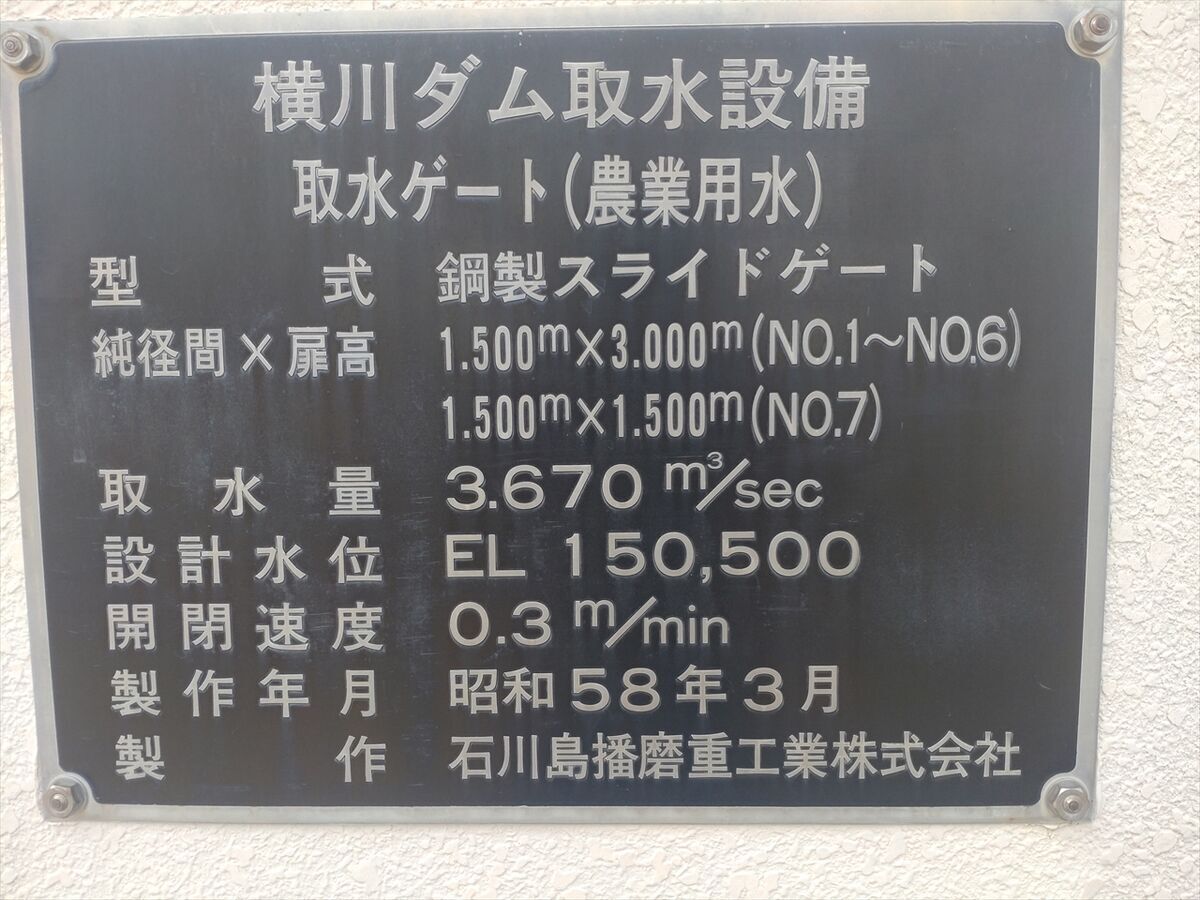 横川ダム取水設備
取水ゲート(農業用水)
型式 鋼製スライドゲート
純径間×扉高 1.500m×3.000m(NO.1～NO.6)
1.500m×1.500m(NO.7)
取水量 3.670 m³/sec
設計水位 EL 150,500
開閉速度 0.3 m/min
製作年月 昭和58年3月
製作 石川島播磨重工業株式会社